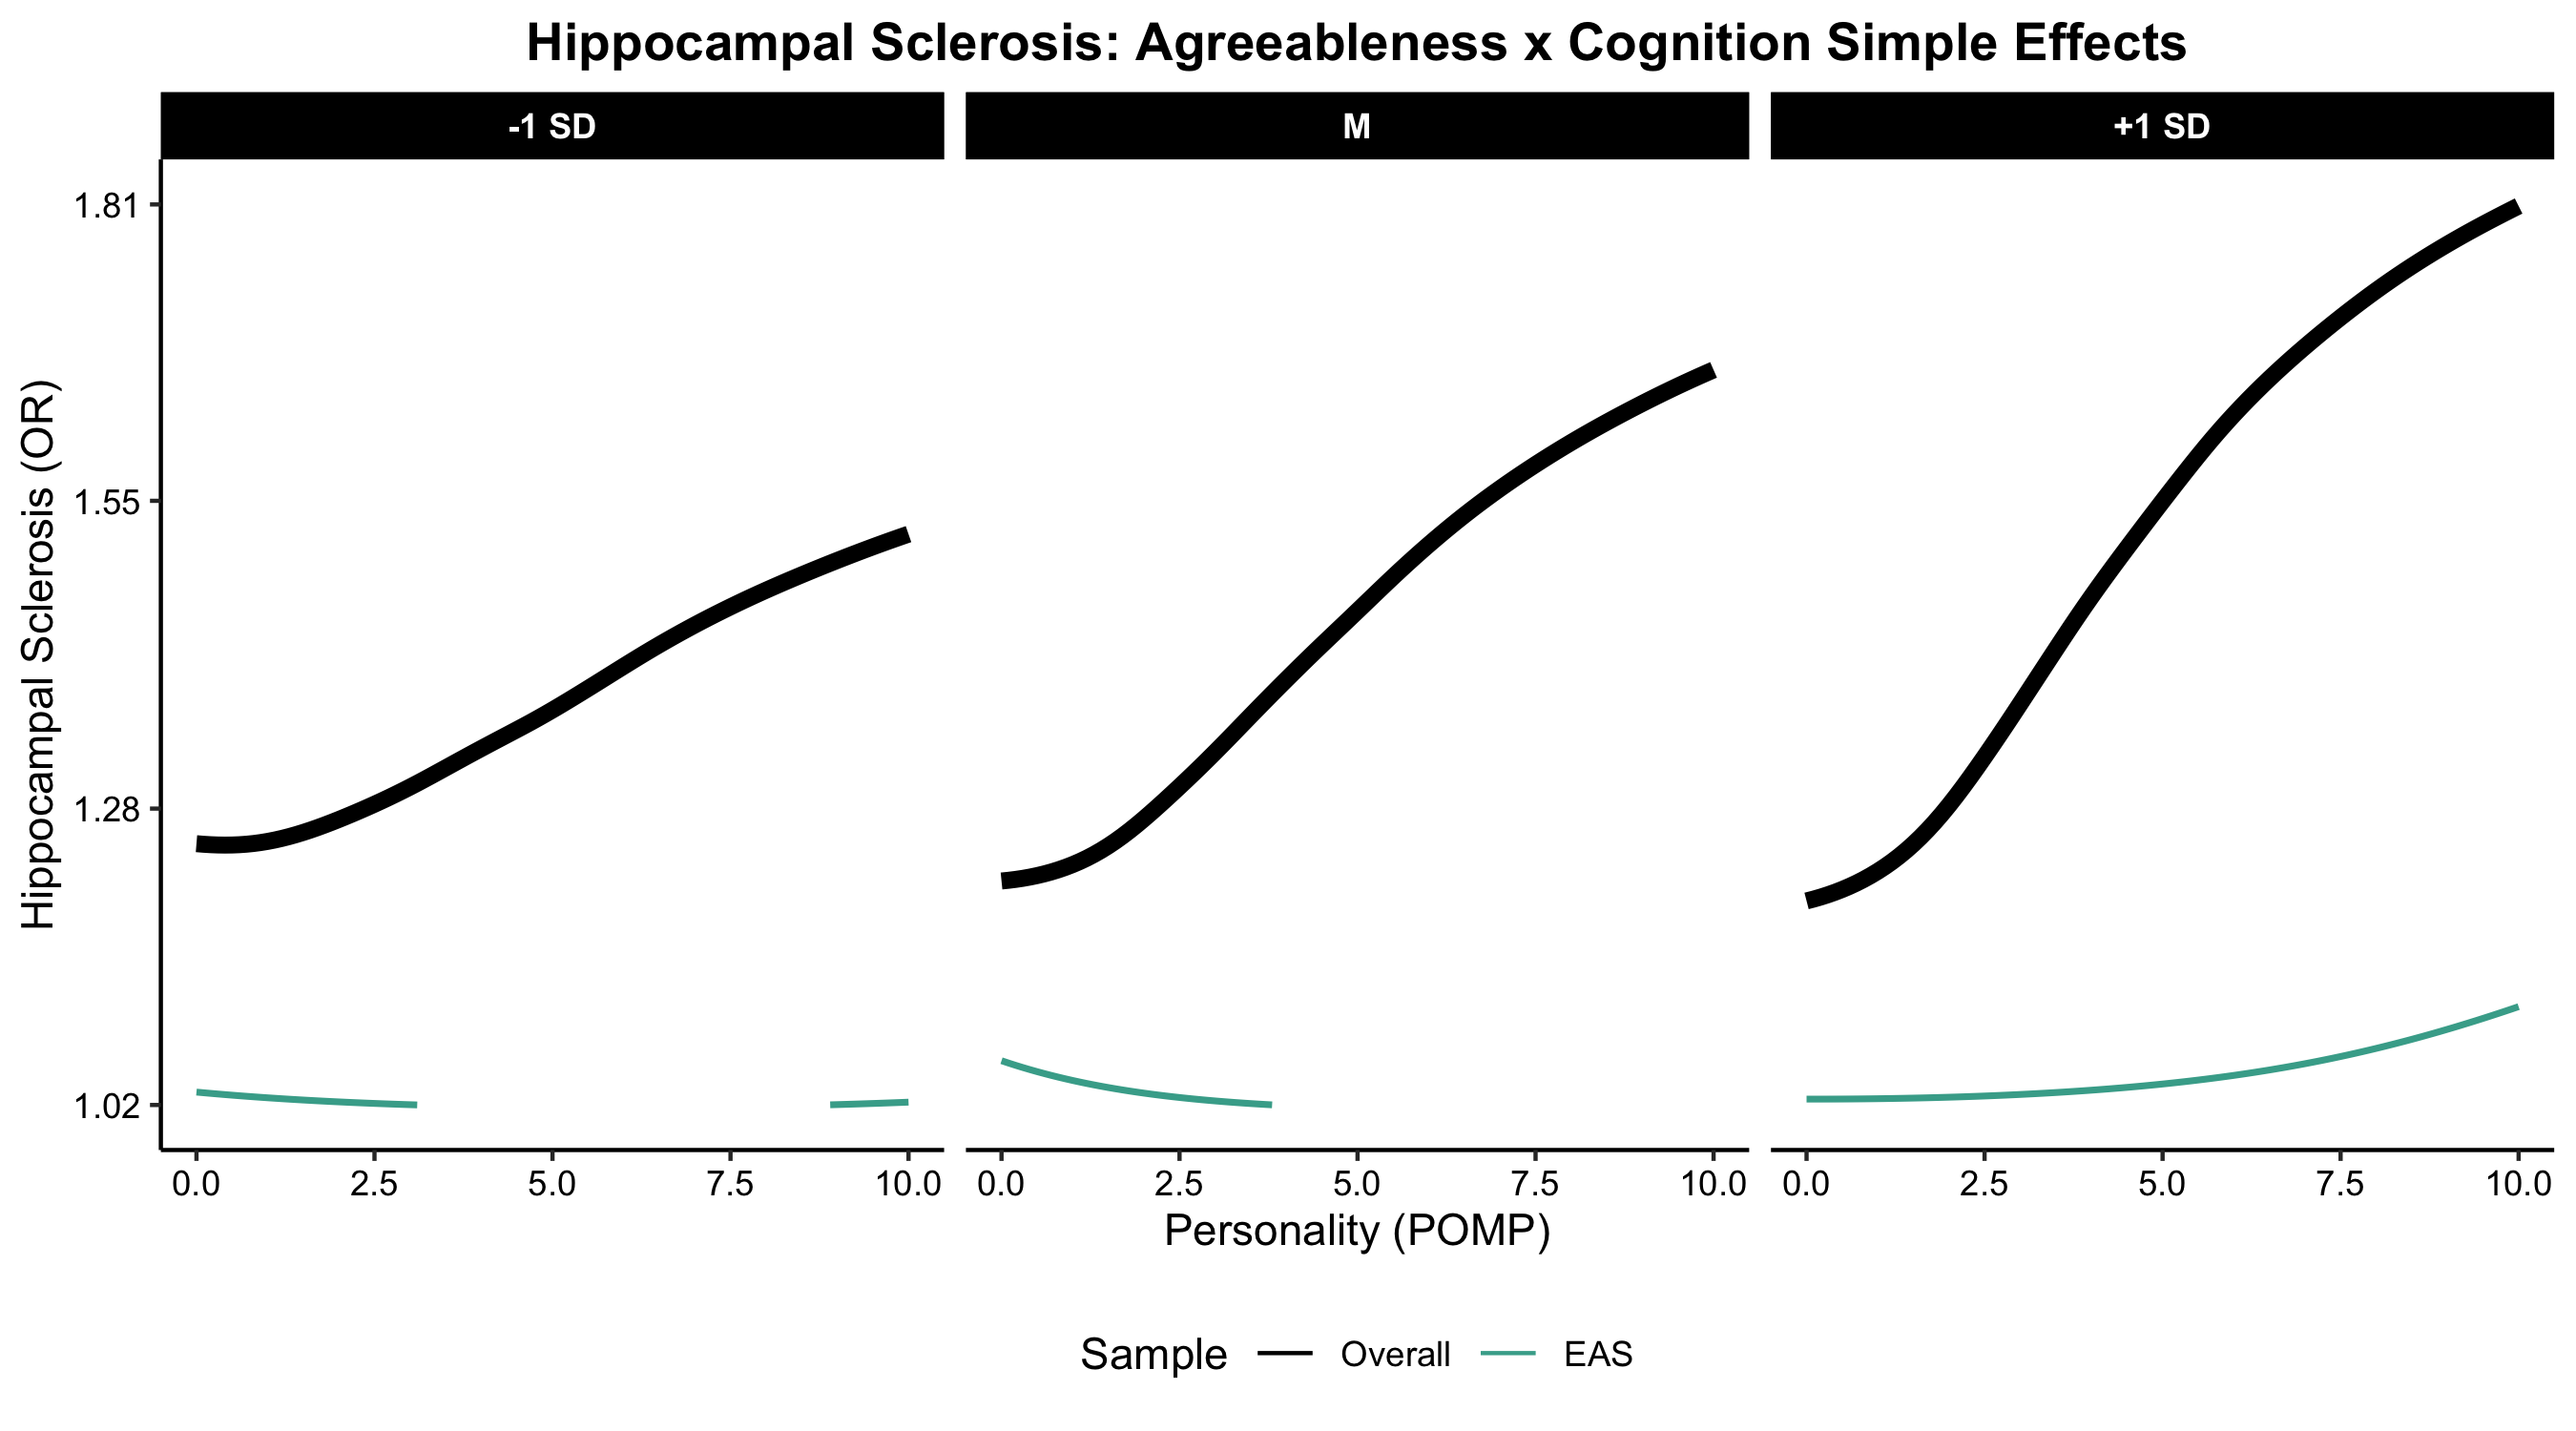 Hippocampal Sclerosis: Agreeableness x Cognition Simple Effects
-1 SD
M
+1 SD
Hippocampal Sclerosis (OR)
1.81
1.55
1.28
1.02
0.0 2.5 5.0 7.5 10.0
0.0 2.5 5.0 7.5 10.0
0.0 2.5 5.0 7.5 10.0
Personality (POMP)
Sample Overall EAS